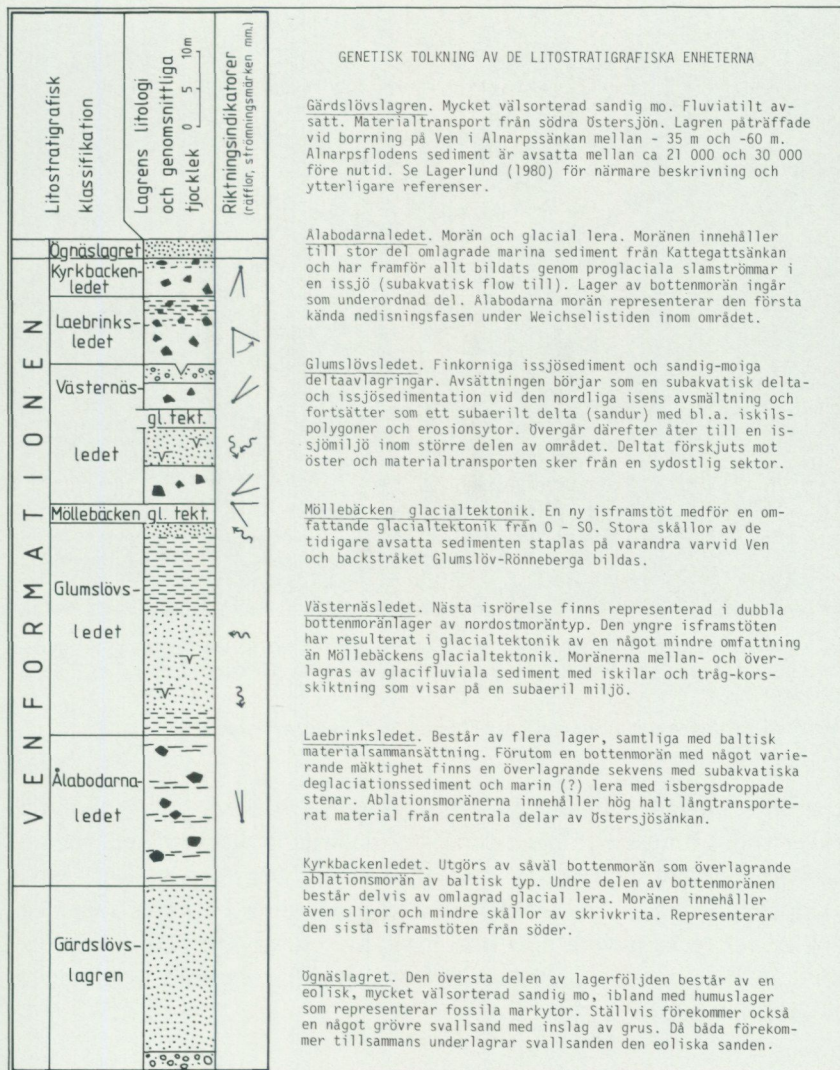 Litostratigrafisk
klassifikation
Lagrens litologi
och genomsnittliga
tjocklek
0 5 10m
Riktningsindikatorer
(räfflor, strömningsmärken mm.)
VENFORMATIONEN
Ögnäslagret
Kyrkbacken-
ledet
Laebrinks-
ledet
Västernäs-
gl.tekt.
ledet
Möllebäcken gl. tekt.
Glumslövs-
ledet
Ålabodarna-
ledet
Gärdslövs-
lagren
GENETISK TOLKNING AV DE LITOSTRATIGRAFISKA ENHETERNA
Gärdslövslagren. Mycket välsorterad sandig mo. Fluviatilt av-
satt. Materialtransport från södra Östersjön. Lagren påträffade
vid borrning på Ven i Alnarpssänkan mellan - 35 m och -60 m.
Alnarpsflodens sediment är avsatta mellan ca 21 000 och 30 000
före nutid. Se Lagerlund (1980) för närmare beskrivning och
ytterligare referenser.
Ålabodarnaledet. Morän och glacial lera. Moränen innehåller
till stor del omlagrade marina sediment från Kattegattsänkan
och har framför allt bildats genom proglaciala slamströmmar i
en issjö (subakvatisk flow till). Lager av bottenmorän ingår
som underordnad del. Ålabodarna morän representerar den första
kända nedisningsfasen under Weichselistiden inom området.
Glumslövsledet. Finkorniga issjösediment och sandig-moiga
deltaavlagringar. Avsättningen börjar som en subakvatisk delta-
och issjösedimentation vid den nordliga isens avsmältning och
fortsätter som ett subaerilt delta (sandur) med bl.a. iskils-
polygoner och erosionsytor. Övergår därefter åter till en is-
sjömiljö inom större delen av området. Deltat förskjuts mot
öster och materialtransporten sker från en sydostlig sektor.
Möllebäcken glacialtektonik. En ny isframstöt medför en om-
fattande glacialtektonik från O - SO. Stora skållor av de
tidigare avsatta sedimenten staplas på varandra varvid Ven
och backstråket Glumslöv-Rönneberga bildas.
Västernäsledet. Nästa isrörelse finns representerad i dubbla
bottenmoränlager av nordostmoräntyp. Den yngre isframstöten
har resulterat i glacialtektonik av en något mindre omfattning
än Möllebäckens glacialtektonik. Moränerna mellan- och över-
lagras av glacifluviala sediment med iskilar och tråg-kors-
skiktning som visar på en subaeril miljö.
Laebrinksledet. Består av flera lager, samtliga med baltisk
materialsammansättning. Förutom en bottenmorän med något varie-
rande mäktighet finns en överlagrande sekvens med subakvatiska
deglaciationssediment och marin (?) lera med isbergsdroppade
stenar. Ablationsmoränerna innehåller hög halt långtransporte-
rat material från centrala delar av Östersjösänkan.
Kyrkbackenledet. Utgörs av såväl bottenmorän som överlagrande
ablationsmorän av baltisk typ. Undre delen av bottenmoränen
består delvis av omlagrad glacial lera. Moränen innehåller
även sliror och mindre skållor av skrivkrita. Representerar
den sista isframstöten från söder.
Ögnäslagret. Den översta delen av lagerföljden består av en
eolisk, mycket välsorterad sandig mo, ibland med humuslager
som representerar fossila markytor. Ställvis förekommer också
en något grövre svallsand med inslag av grus. Då båda förekom-
mer tillsammans underlagrar svallsanden den eoliska sanden.